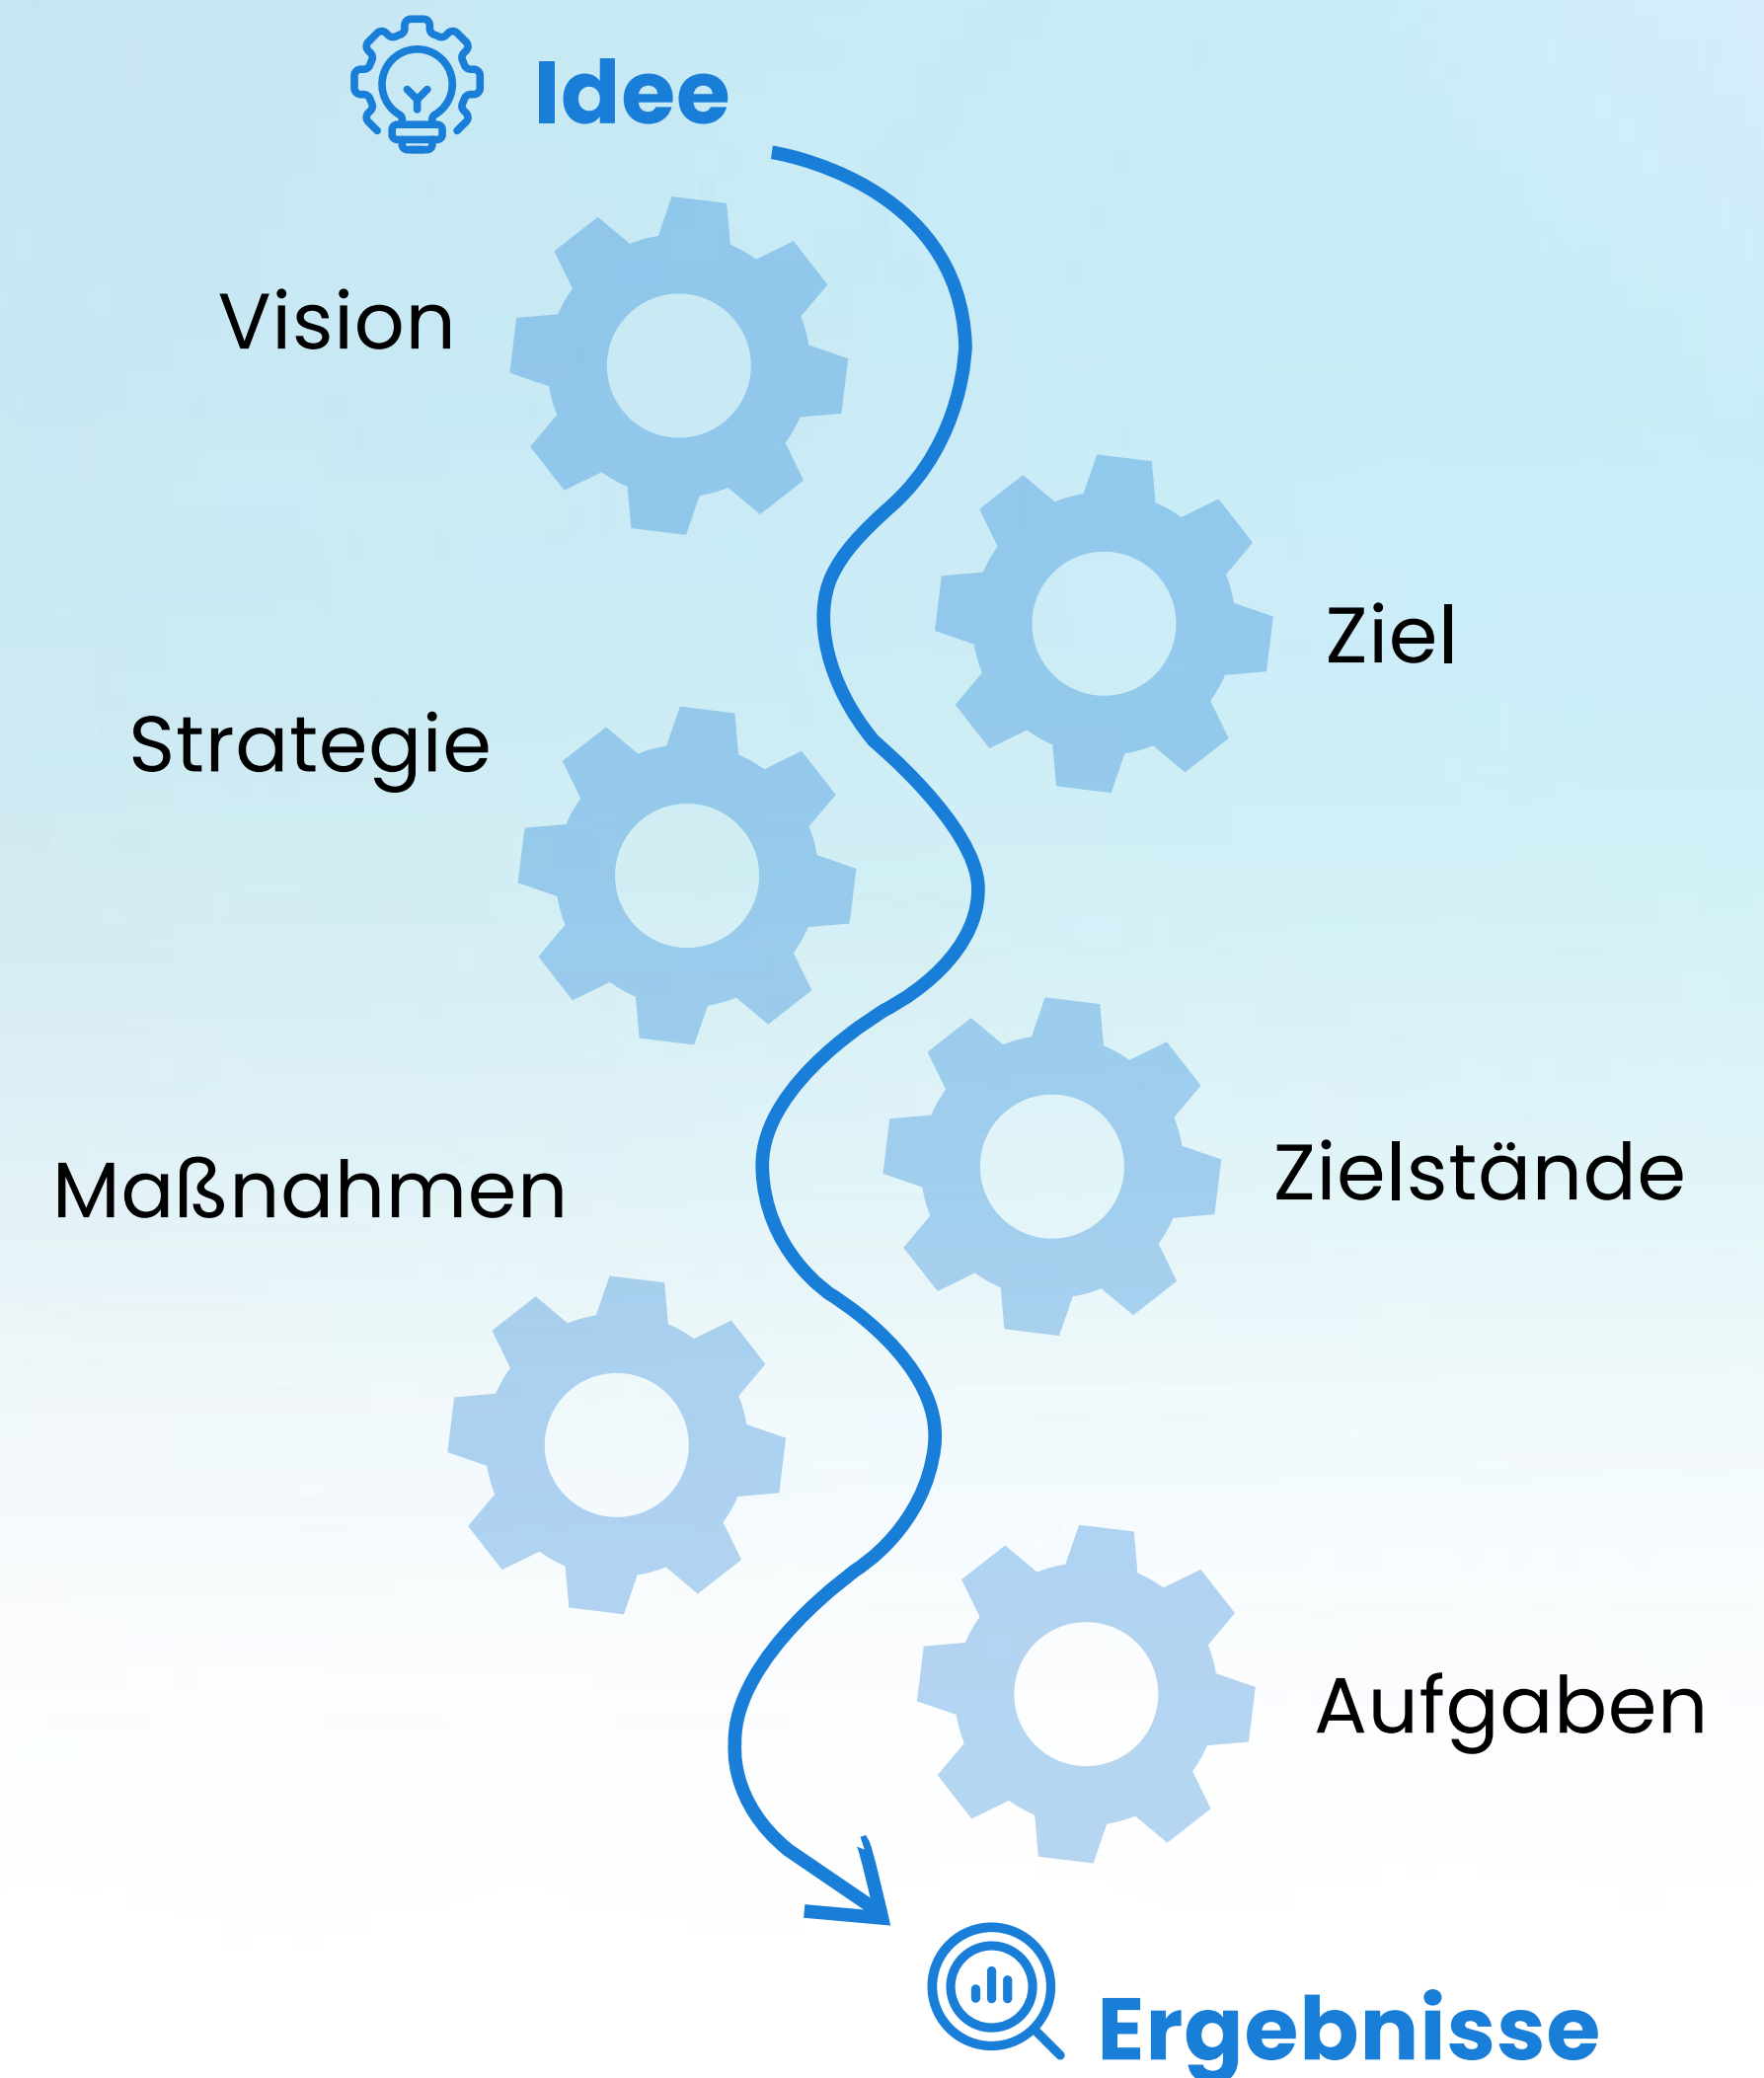 Idee
Vision
Ziel
Strategie
Zielstände
Maßnahmen
Aufgaben
Ergebnisse